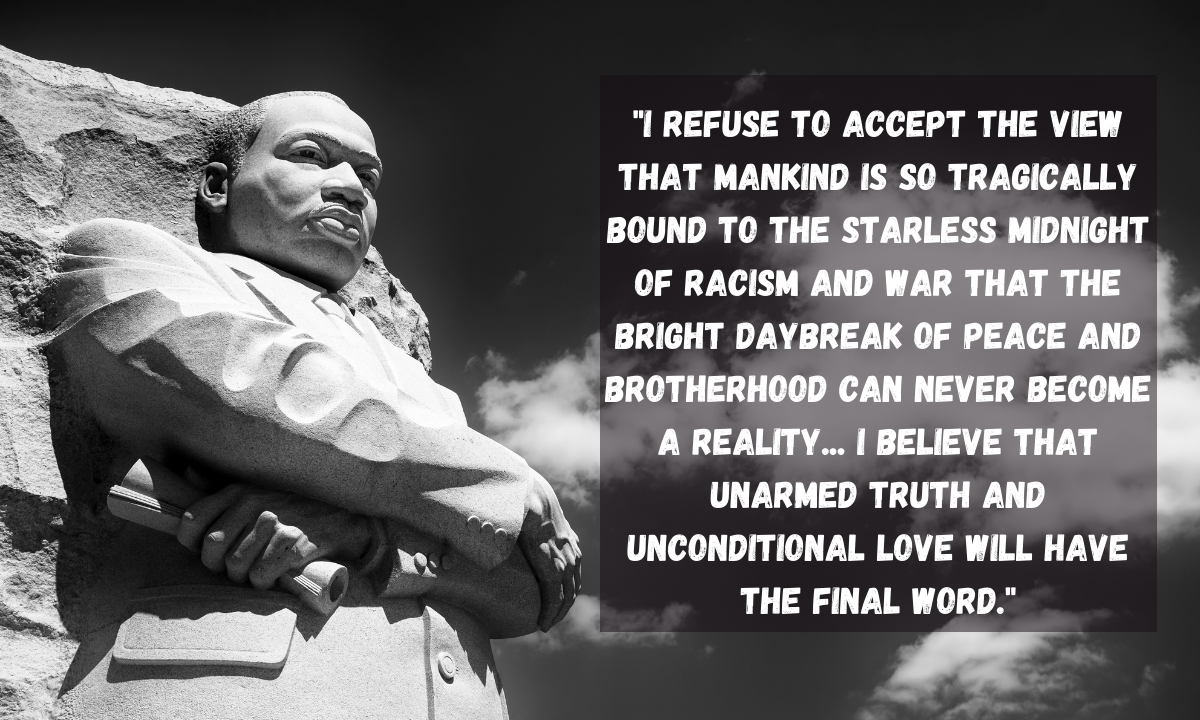 "I REFUSE TO ACCEPT THE VIEW
THAT MANKIND IS SO TRAGICALLY
BOUND TO THE STARLESS MIDNIGHT
OF RACISM AND WAR THAT THE
BRIGHT DAYBREAK OF PEACE AND
BROTHERHOOD CAN NEVER BECOME
A REALITY... I BELIEVE THAT
UNARMED TRUTH AND
UNCONDITIONAL LOVE WILL HAVE
THE FINAL WORD."